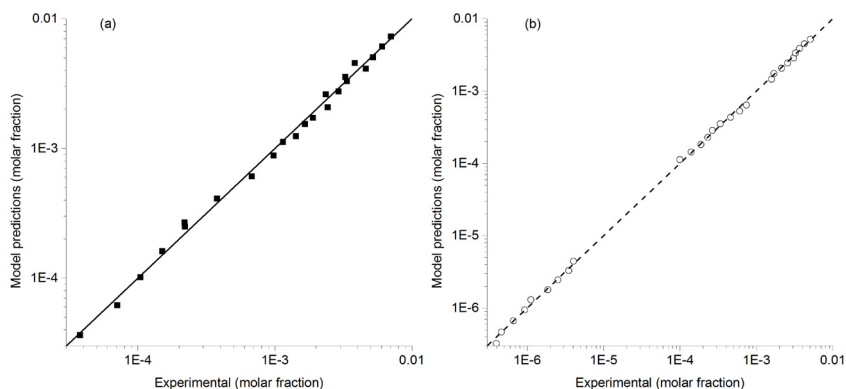 (a)
0.01
1E-3
1E-4
Model predictions (molar fraction)
1E-4
1E-3
0.01
Experimental (molar fraction)
(b)
0.01
1E-3
1E-4
1E-5
1E-6
Model predictions (molar fraction)
1E-6
1E-5
1E-4
1E-3
0.01
Experimental (molar fraction)